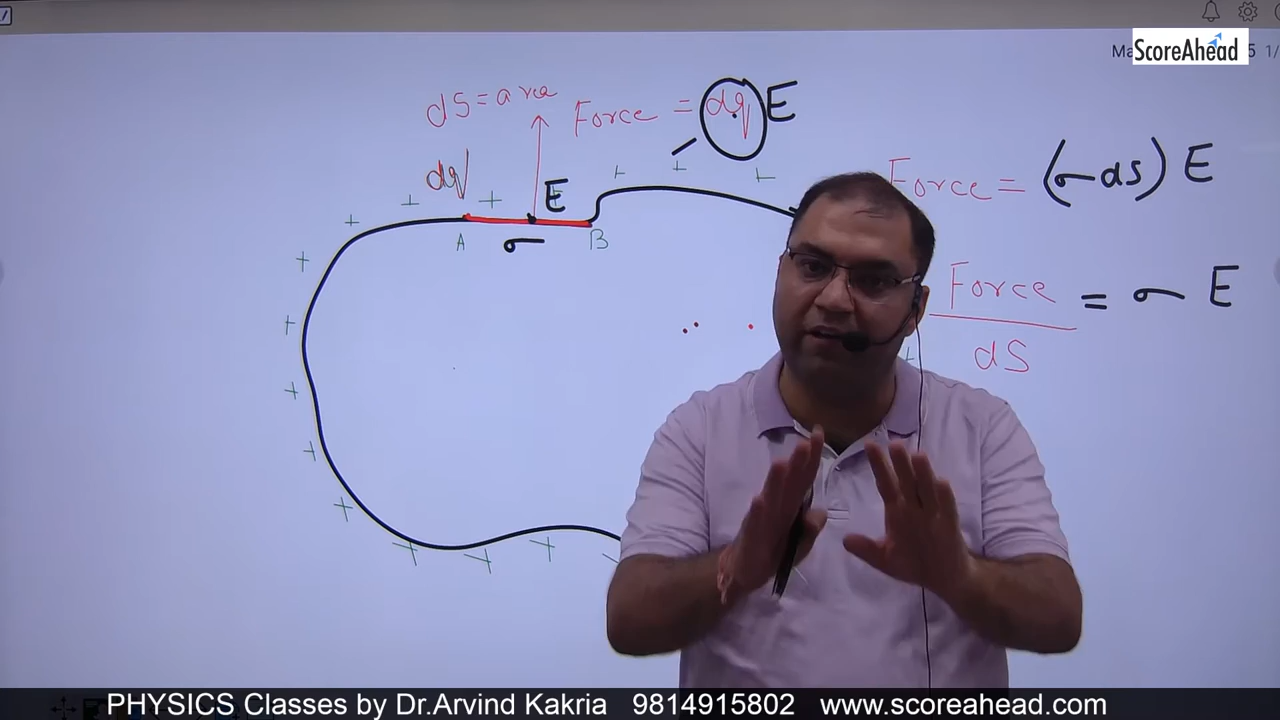 ScoreAhead
dS = area
Force = dq E
dq
E
Force = (σ dS) E
A
σ
B
Force
dS
= σ E
PHYSICS Classes by Dr.Arvind Kakria 9814915802 www.scoreahead.com